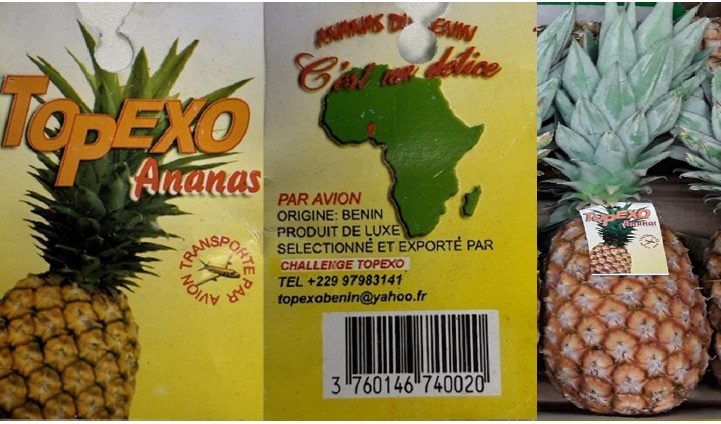 TOPEXO
Ananas
TRANSPORTE PAR AVION
ANANAS DU BENIN
C'est un délice
PAR AVION
ORIGINE: BENIN
PRODUIT DE LUXE
SELECTIONNÉ ET EXPORTÉ PAR
CHALLENGE TOPEXO
TEL +229 97983141
topexobenin@yahoo.fr
3 760146 740020
TOPEXO
Ananas